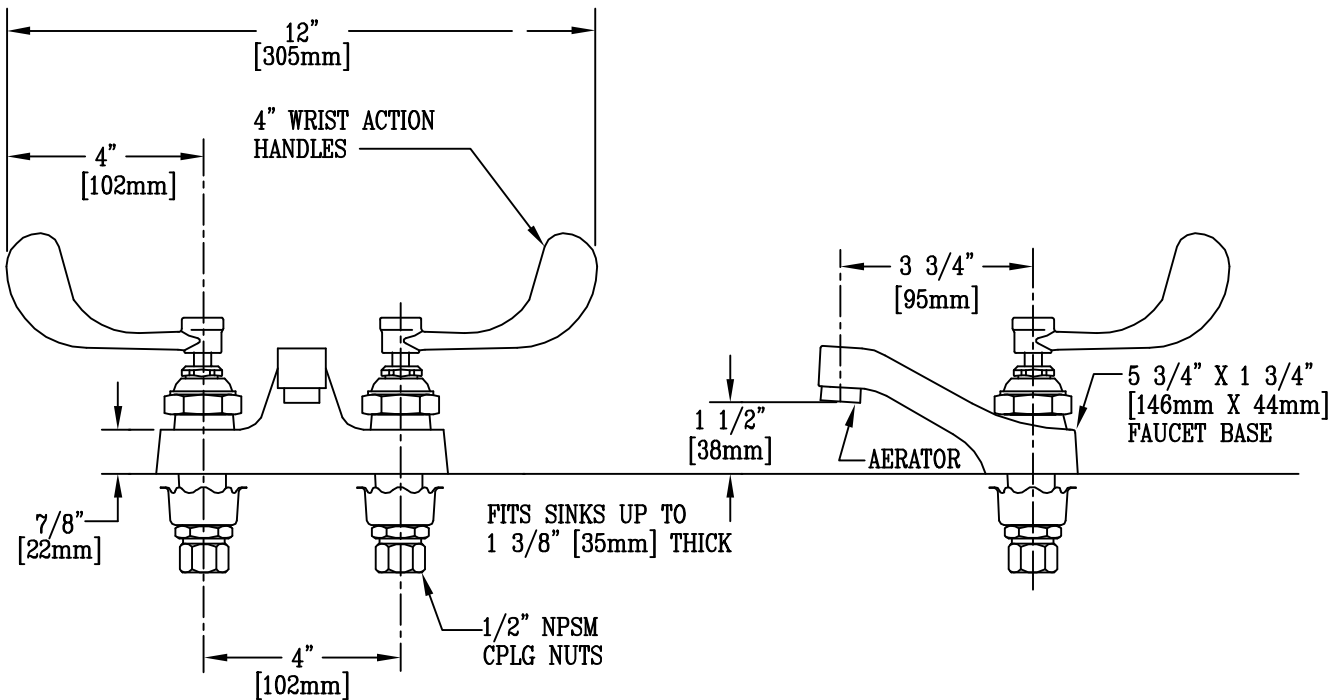 12"
[305mm]
4" WRIST ACTION
HANDLES
4"
[102mm]
3 3/4"
[95mm]
5 3/4" X 1 3/4"
[146mm X 44mm]
FAUCET BASE
1 1/2"
[38mm]
AERATOR
7/8"
[22mm]
FITS SINKS UP TO
1 3/8" [35mm] THICK
1/2" NPSM
CPLG NUTS
4"
[102mm]